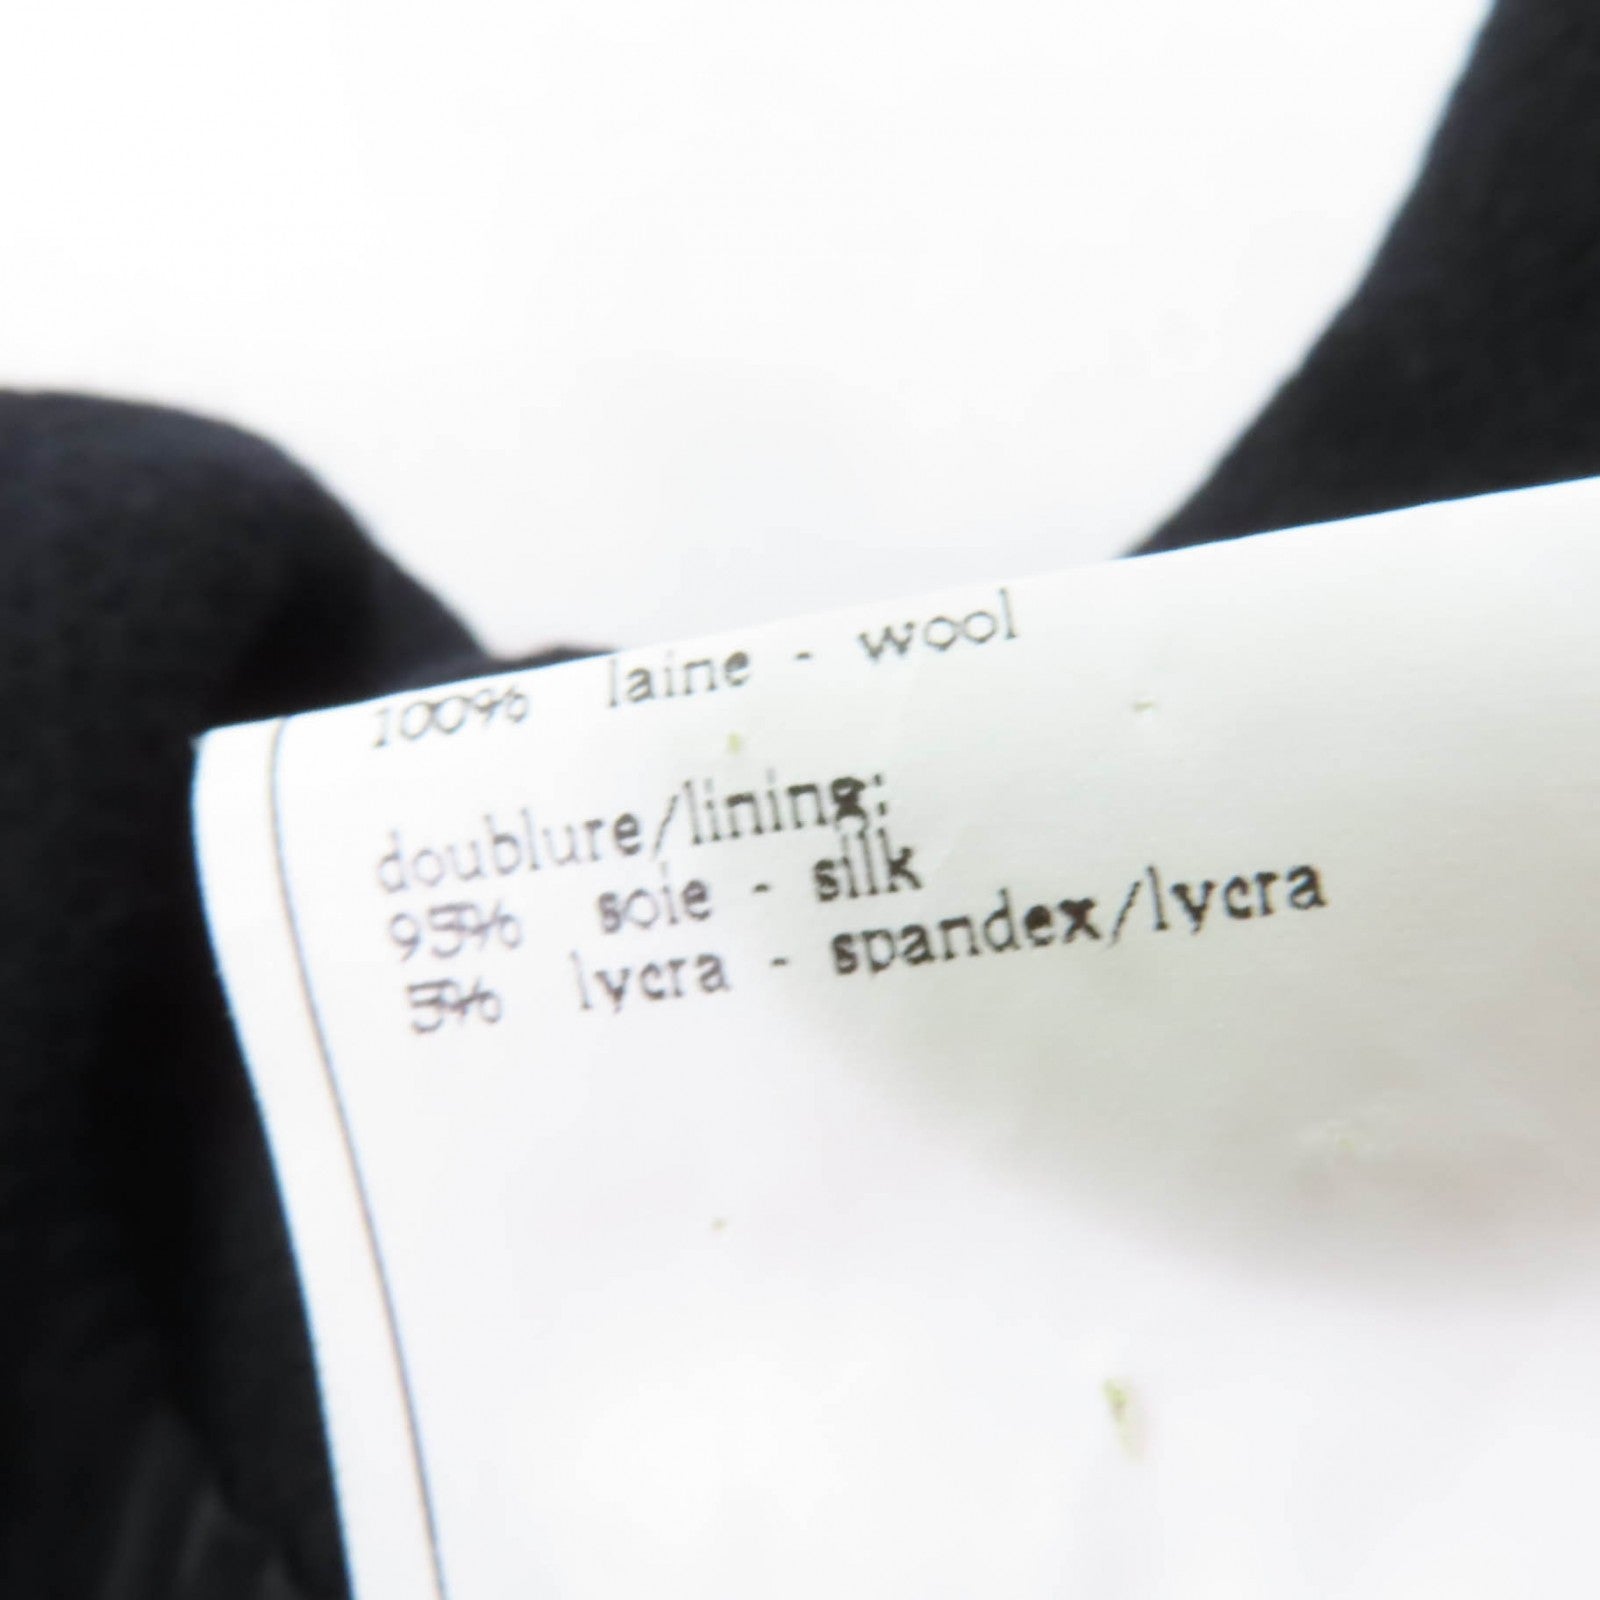 100% laine - wool
doublure/lining:
95% soie - silk
5% lycra - spandex/lycra